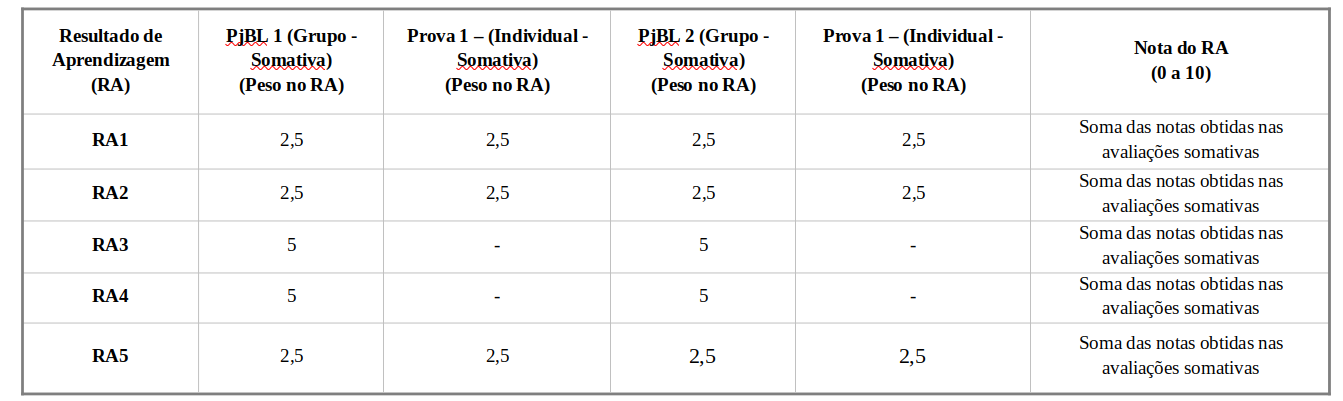 Resultado de
Aprendizagem
(RA)
PjBL 1 (Grupo -
Somativa)
(Peso no RA)
Prova 1 – (Individual -
Somativa)
(Peso no RA)
PjBL 2 (Grupo -
Somativa)
(Peso no RA)
Prova 1 – (Individual -
Somativa)
(Peso no RA)
Nota do RA
(0 a 10)
RA1
2,5
2,5
2,5
2,5
Soma das notas obtidas nas
avaliações somativas
RA2
2,5
2,5
2,5
2,5
Soma das notas obtidas nas
avaliações somativas
RA3
5
-
5
-
Soma das notas obtidas nas
avaliações somativas
RA4
5
-
5
-
Soma das notas obtidas nas
avaliações somativas
RA5
2,5
2,5
2,5
2,5
Soma das notas obtidas nas
avaliações somativas